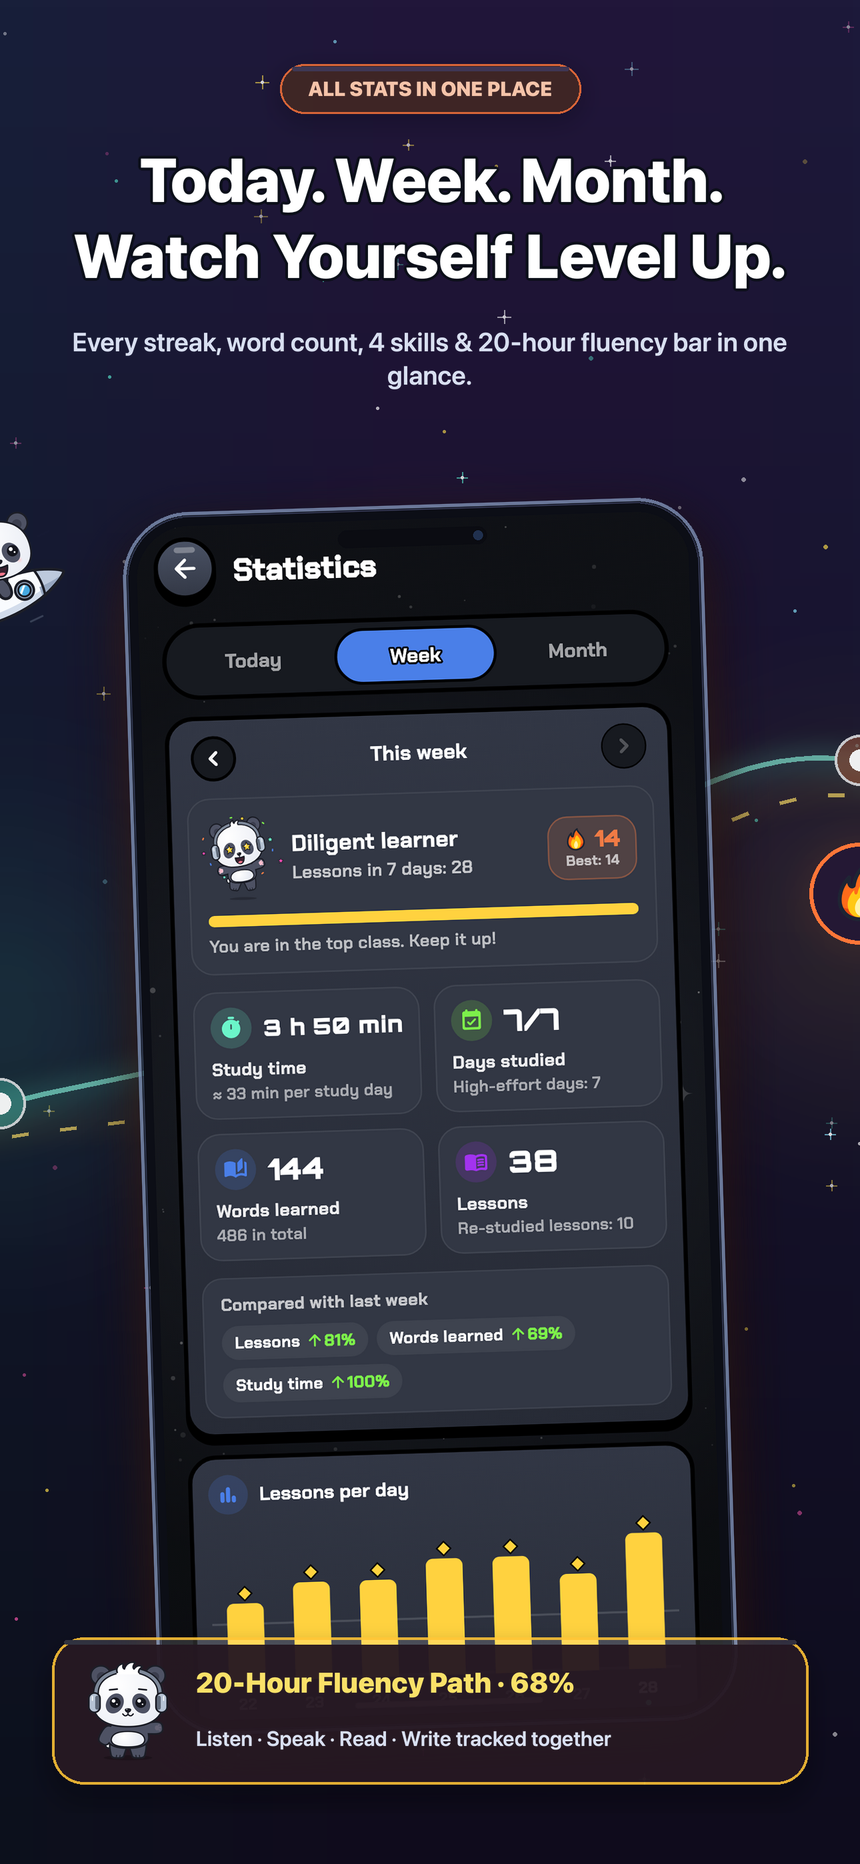 ALL STATS IN ONE PLACE
Today. Week. Month.
Watch Yourself Level Up.
Every streak, word count, 4 skills & 20-hour fluency bar in one
glance.
Statistics
Today
Week
Month
This week
Diligent learner
Lessons in 7 days: 28
14
Best: 14
You are in the top class. Keep it up!
3 h 50 min
Study time
≈ 33 min per study day
7/7
Days studied
High-effort days: 7
144
Words learned
486 in total
38
Lessons
Re-studied lessons: 10
Compared with last week
Lessons ↑81%
Words learned ↑69%
Study time ↑100%
Lessons per day
20-Hour Fluency Path · 68%
22
23
27
28
Listen · Speak · Read · Write tracked together